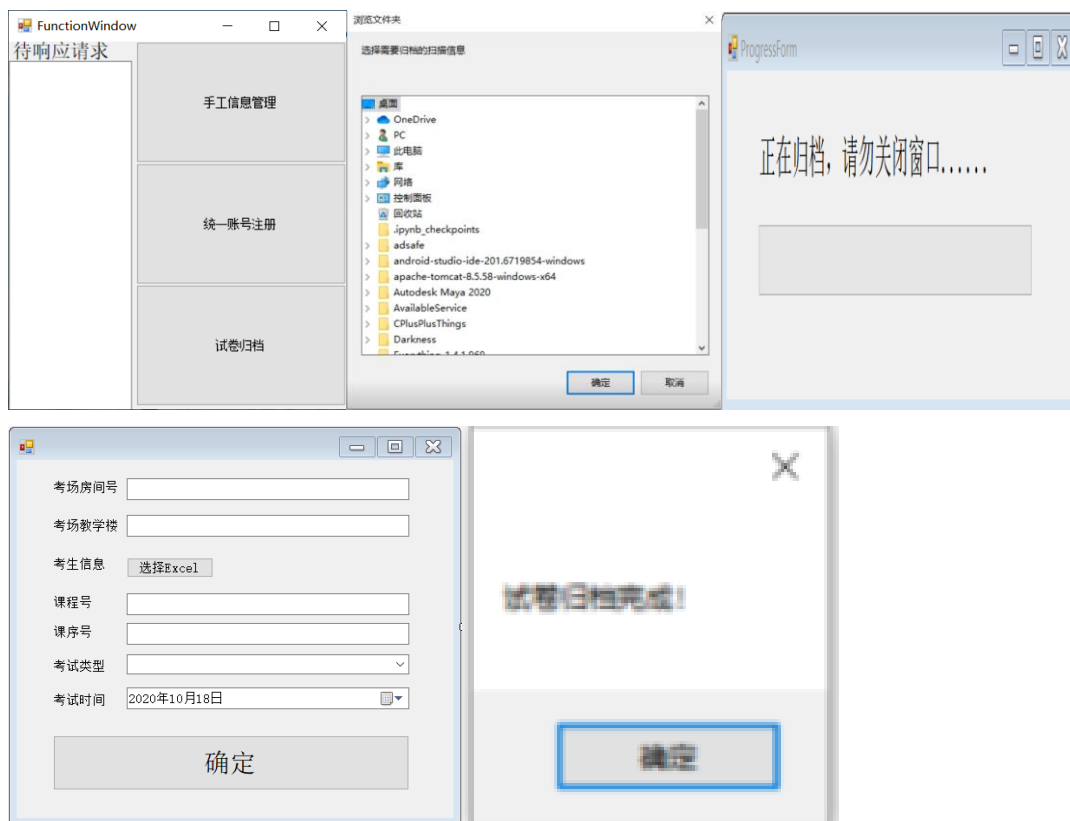 FunctionWindow
待响应请求
手工信息管理
统一账号注册
试卷归档
浏览文件夹
选择需要归档的扫描信息
桌面
OneDrive
PC
此电脑
库
网络
控制面板
回收站
.ipynb_checkpoints
adsafe
android-studio-ide-201.6719854-windows
apache-tomcat-8.5.58-windows-x64
Autodesk Maya 2020
AvailableService
CPlusPlusThings
Darkness
确定 取消
ProgressForm
正在归档，请勿关闭窗口......
考场房间号
考场教学楼
考生信息 选择Excel
课程号
课序号
考试类型
考试时间 2020年10月18日
确定
试卷归档完成!
确定